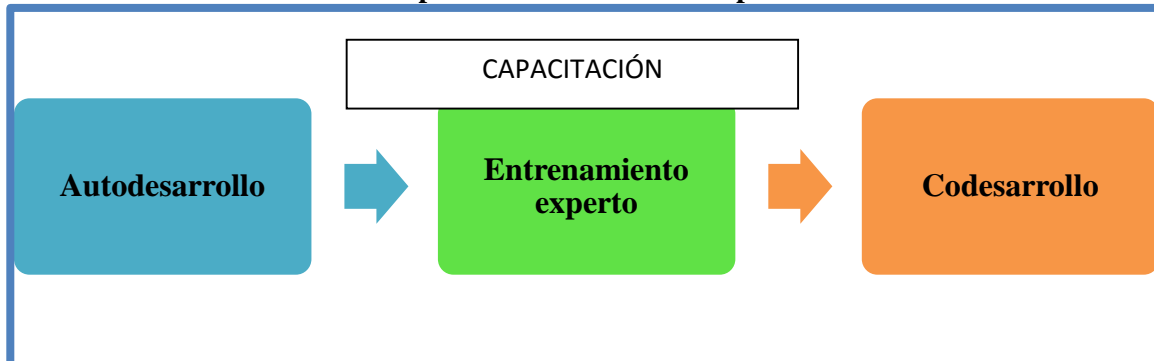 CAPACITACIÓN
Autodesarrollo
Entrenamiento
experto
Codesarrollo